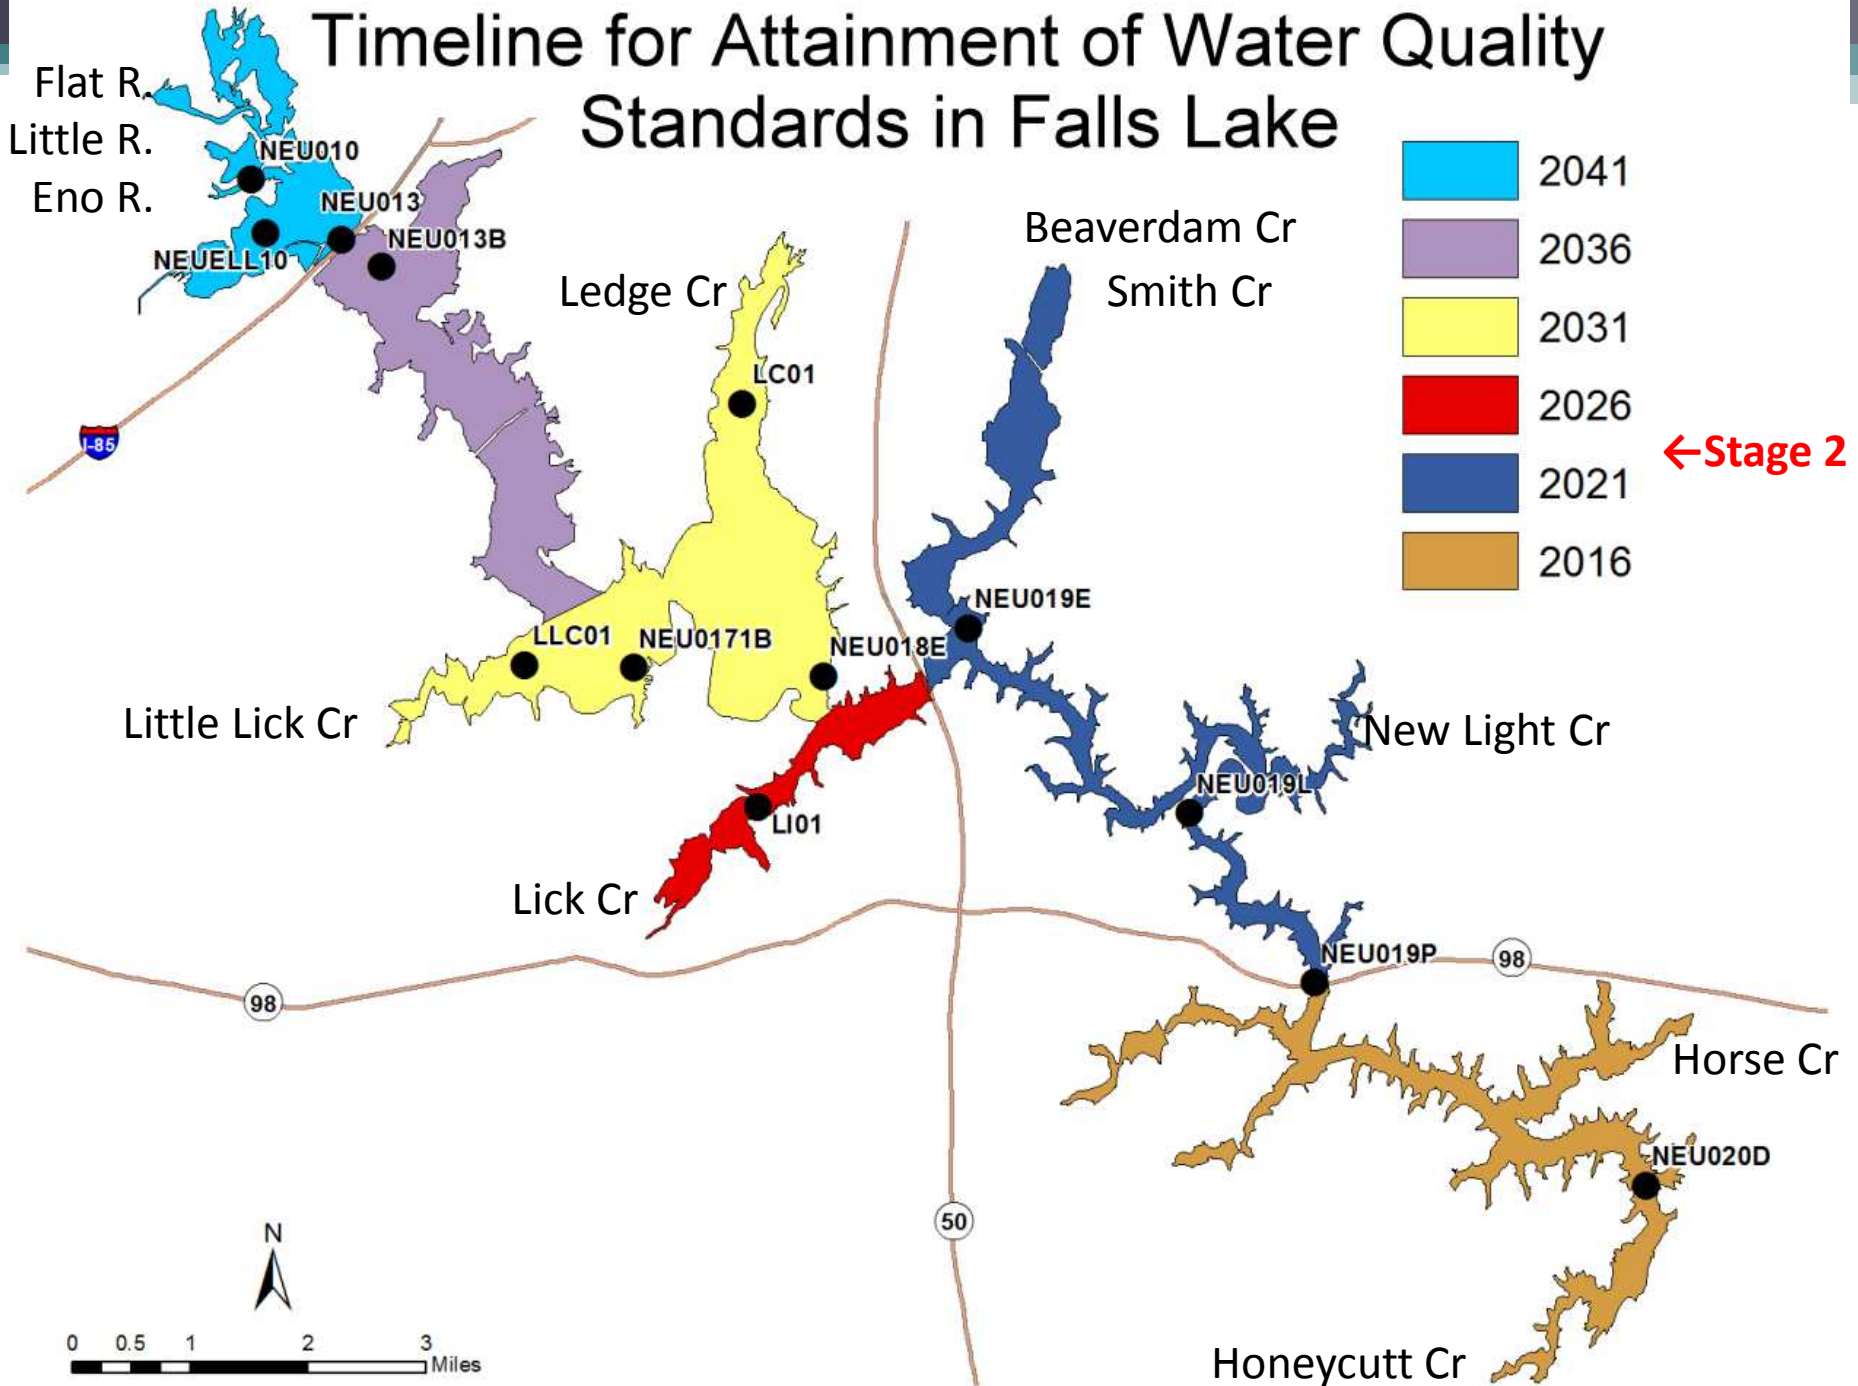 Timeline for Attainment of Water Quality
Standards in Falls Lake
Flat R.
Little R.
Eno R.
NEU010
NEU013
NEU013B
NEUELL10
Ledge Cr
Beaverdam Cr
Smith Cr
2041
2036
2031
2026
←Stage 2
2021
2016
I-85
LC01
NEU019E
LLC01
NEU0171B
NEU018E
Little Lick Cr
New Light Cr
NEU019L
LI01
Lick Cr
NEU019P
98
98
Horse Cr
NEU020D
50
N
0 0.5 1 2 3
Miles
Honeycutt Cr